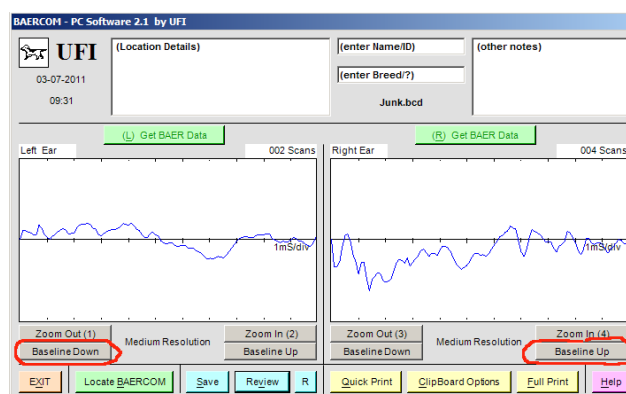 BAERCOM - PC Software 2.1 by UFI
UFI
03-07-2011
09:31
(Location Details)
(enter Name/ID)
(enter Breed/?)
Junk.bcd
(other notes)
(L) Get BAER Data
(R) Get BAER Data
Left Ear
002 Scans
Right Ear
004 Scans
1mS/div
1mS/div
Zoom Out (1)
Medium Resolution
Zoom In (2)
Baseline Down
Baseline Up
Zoom Out (3)
Medium Resolution
Zoom In (4)
Baseline Down
Baseline Up
EXIT
Locate BAERCOM
Save
Review
R
Quick Print
ClipBoard Options
Full Print
Help